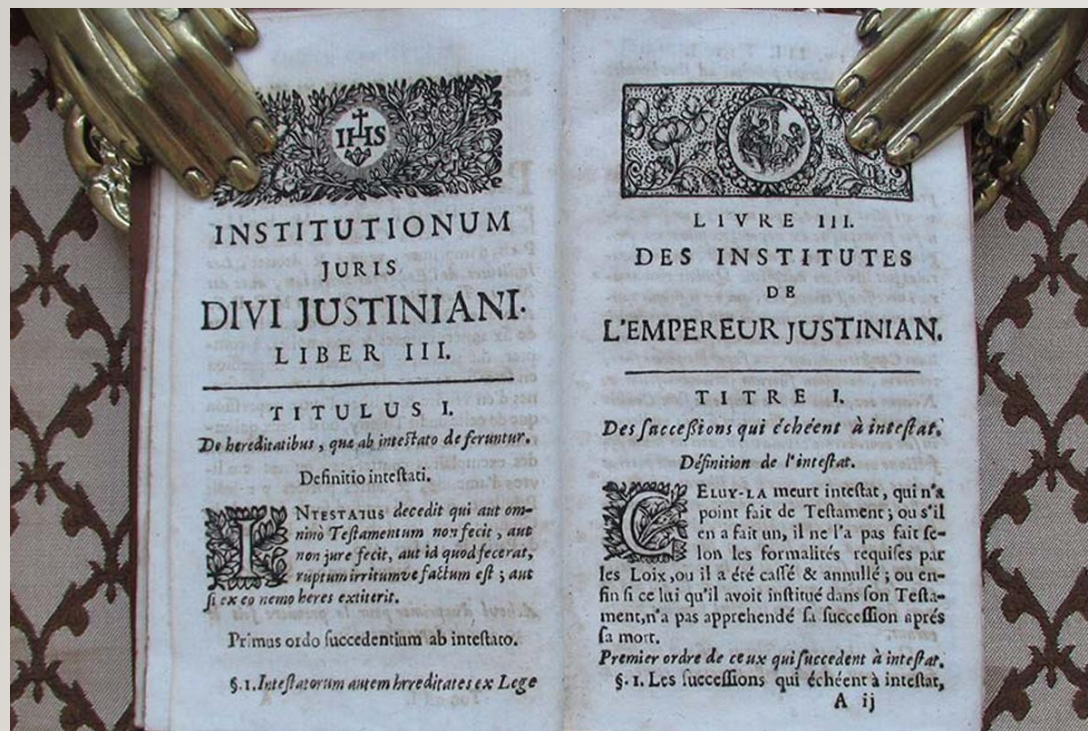 IHS
INSTITUTIONUM
JURIS
DIVI JUSTINIANI.
LIBER III.
TITULUS I.
De hereditatibus, quæ ab intestato deferuntur.
Definitio intestati.
INTESTATUS decedit qui aut om-
ninò Testamentum non fecit, aut
non jure fecit, aut id quod fecerat,
ruptum irritumve factum est; aut
si ex eo nemo heres extiterit.
Primus ordo succedentium ab intestato.
§.1. Intestatorum autem hæreditates ex Lege
LIVRE III.
DES INSTITUTES
DE
L'EMPEREUR JUSTINIAN.
TITRE I.
Des successions qui échéent à intestat.
Définition de l'intestat.
CELUY-LA meurt intestat, qui n'a
point fait de Testament; ou s'il
en a fait un, il ne l'a pas fait se-
lon les formalités requises par
les Loix, ou il a été cassé & annullé; ou en-
fin si ce lui qu'il avoit institué dans son Testa-
ment, n'a pas apprehendé sa succession aprés
sa mort.
Premier ordre de ceux qui succedent à intestat.
§. 1. Les successions qui échéent à intestat,
A ij